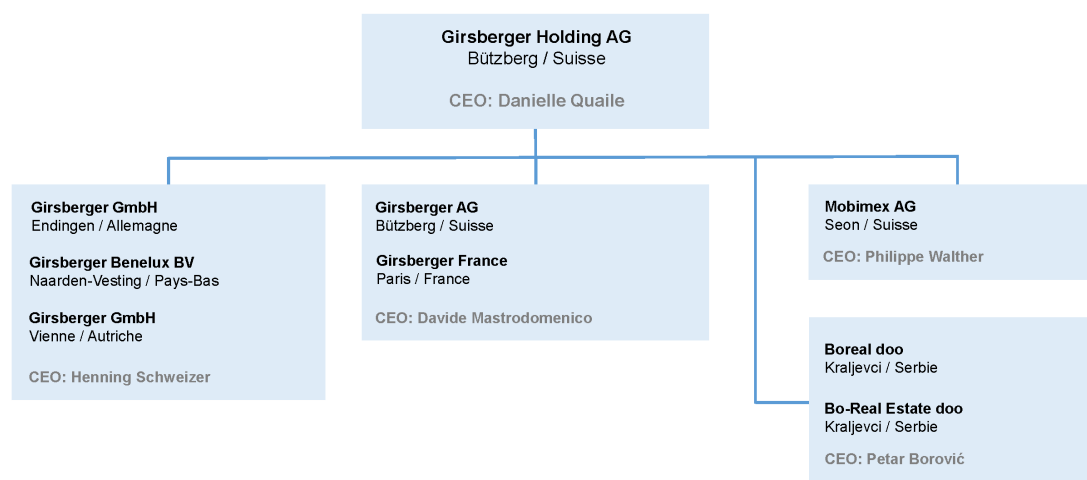 Girsberger Holding AG
Bützberg / Suisse
CEO: Danielle Quaile
Girsberger GmbH
Endingen / Allemagne
Girsberger Benelux BV
Naarden-Vesting / Pays-Bas
Girsberger GmbH
Vienne / Autriche
CEO: Henning Schweizer
Girsberger AG
Bützberg / Suisse
Girsberger France
Paris / France
CEO: Davide Mastrodomenico
Mobimex AG
Seon / Suisse
CEO: Philippe Walther
Boreal doo
Kraljevci / Serbie
Bo-Real Estate doo
Kraljevci / Serbie
CEO: Petar Borović